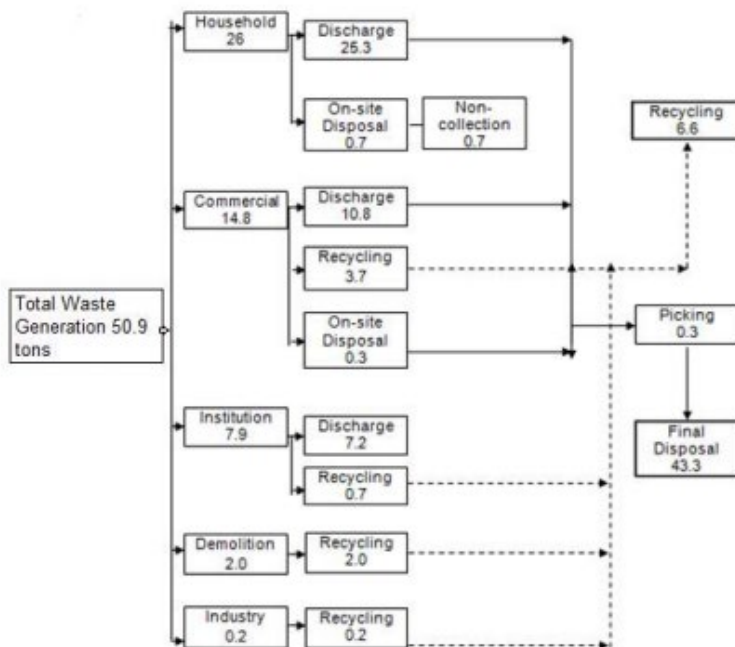 Household
26
Discharge
25.3
On-site
Disposal
0.7
Non-
collection
0.7
Recycling
6.6
Commercial
14.8
Discharge
10.8
Recycling
3.7
On-site
Disposal
0.3
Total Waste
Generation 50.9
tons
Picking
0.3
Institution
7.9
Discharge
7.2
Recycling
0.7
Final
Disposal
43.3
Demolition
2.0
Recycling
2.0
Industry
0.2
Recycling
0.2